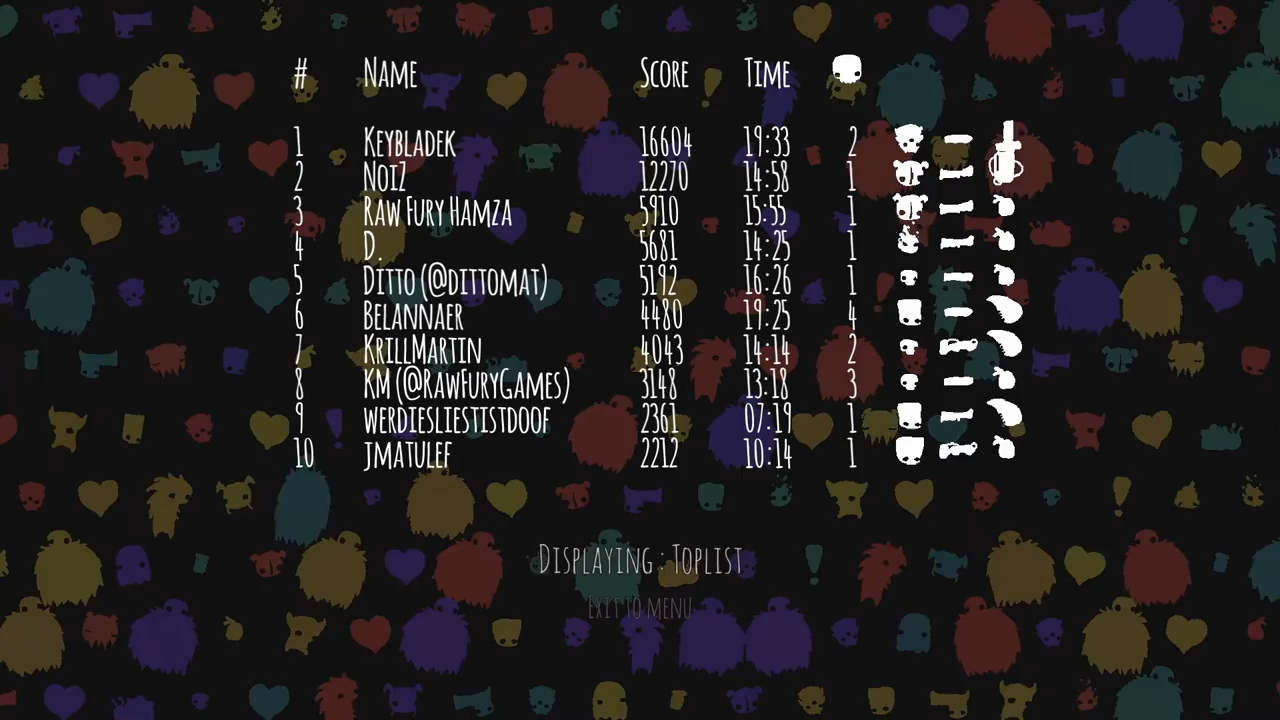 # Name Score Time
1 Keybladek 16604 19:33 2
2 NoiZ 12270 14:58 1
3 Raw Fury Hamza 5910 15:55 1
4 D. 5681 14:25 1
5 Ditto (@dittomat) 5192 16:26 1
6 Belannaer 4480 19:25 4
7 KrillMartin 4043 14:14 2
8 KM (@RawFuryGames) 3148 13:18 3
9 werdiesliestistdoof 2361 07:19 1
10 jmatulef 2212 10:14 1
Displaying : Toplist
Exit to menu